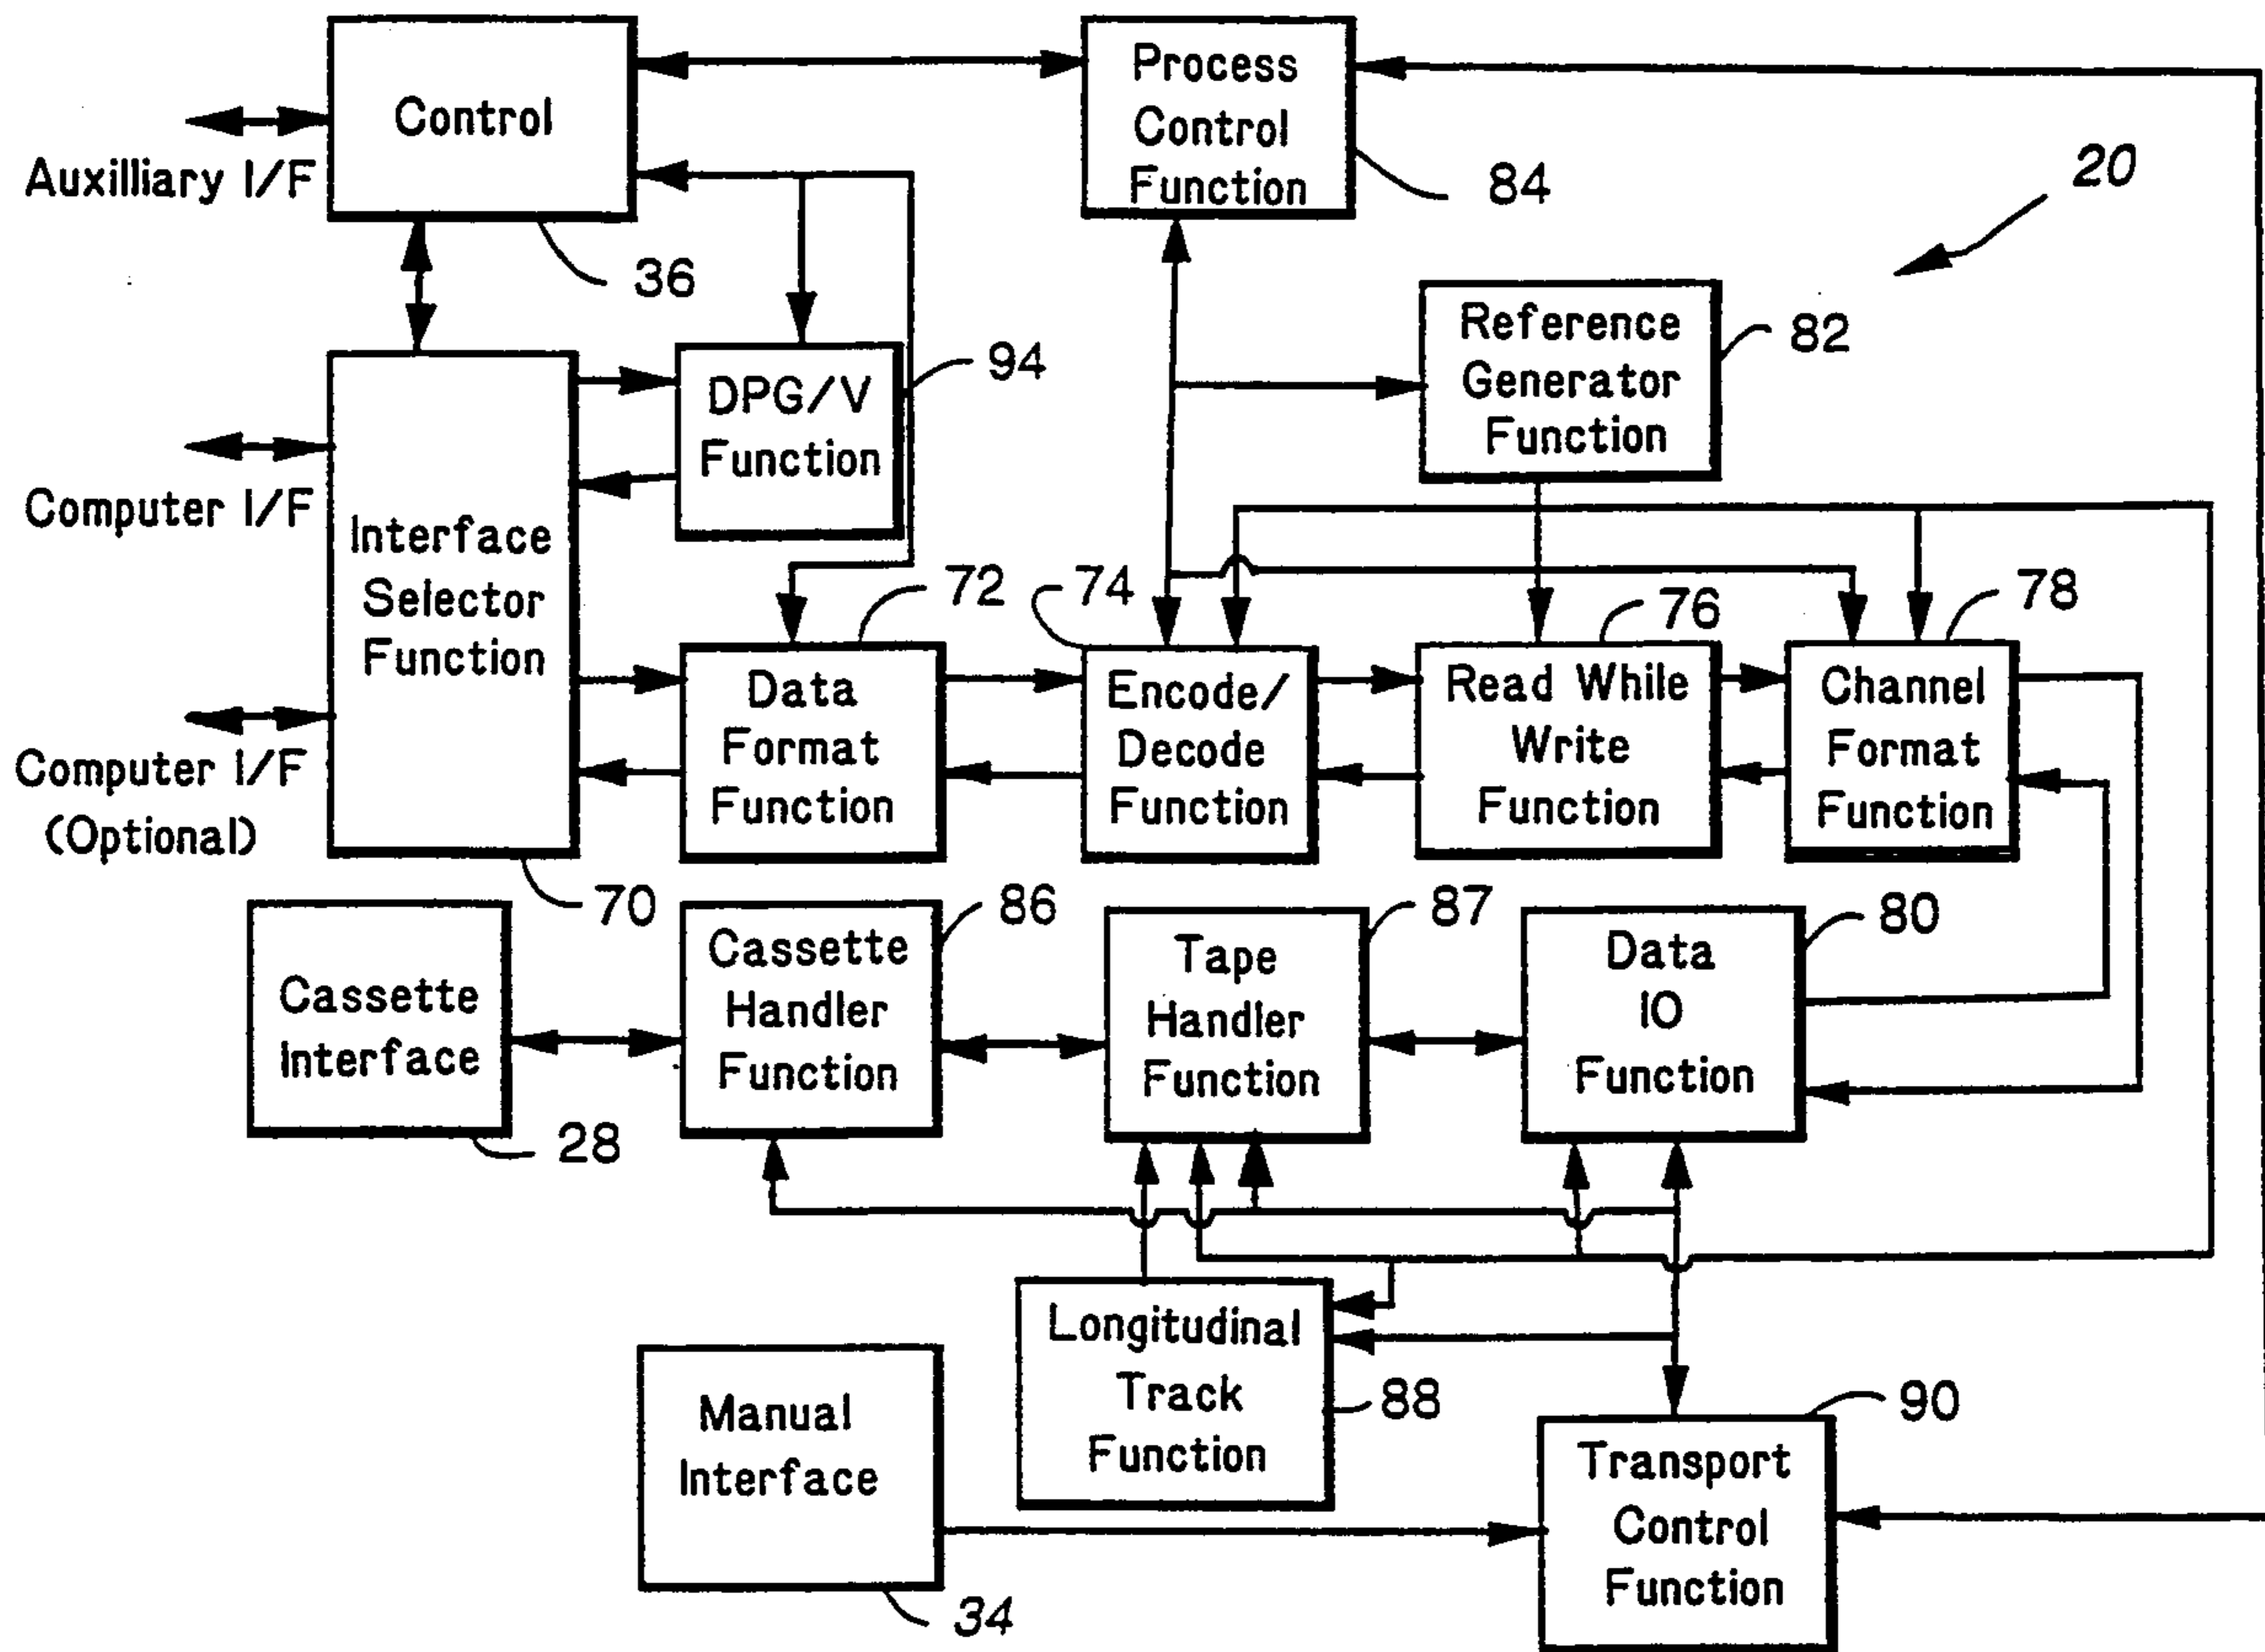 Control
Auxilliary I/F
36
Process
Control
Function
84
20
Reference
Generator
Function
82
DPG/V
Function
94
Computer I/F
Interface
Selector
Function
Computer I/F
(Optional)
70
72
Data
Format
Function
74
Encode/
Decode
Function
76
Read While
Write
Function
78
Channel
Format
Function
Cassette
Interface
28
86
Cassette
Handler
Function
87
Tape
Handler
Function
80
Data
IO
Function
Longitudinal
Track
Function
88
Manual
Interface
34
90
Transport
Control
Function